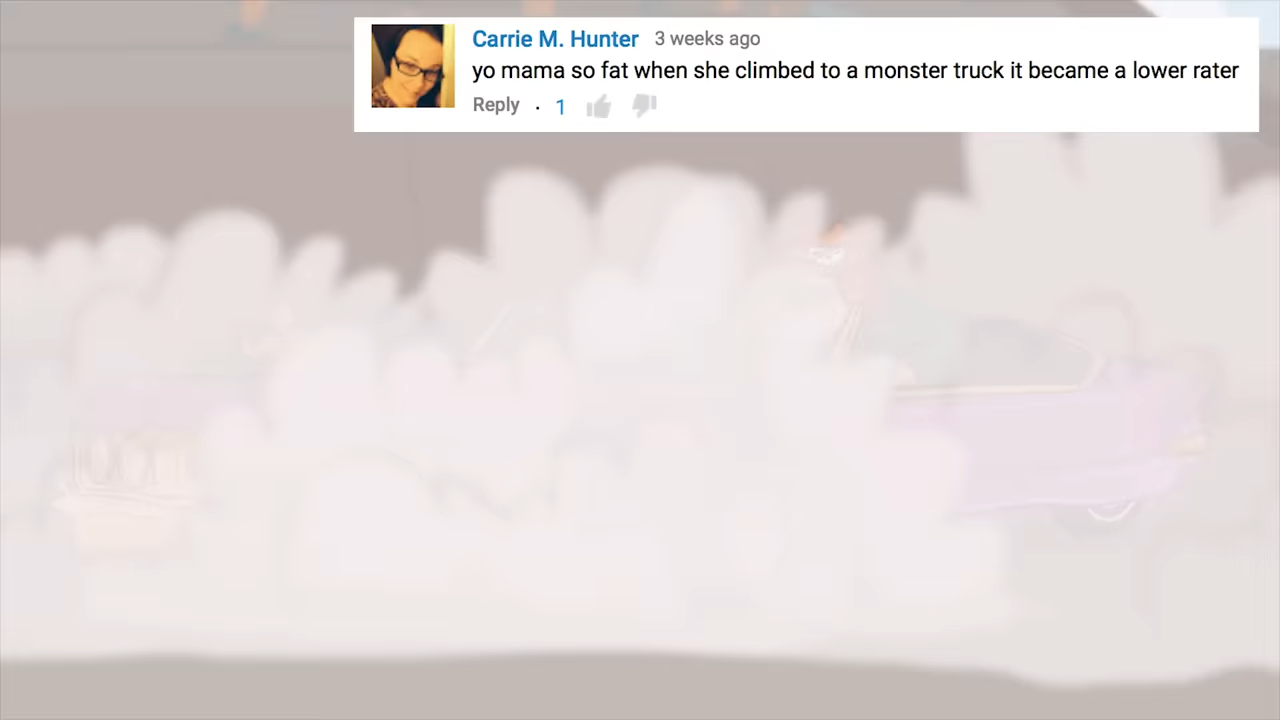 Carrie M. Hunter 3 weeks ago
yo mama so fat when she climbed to a monster truck it became a lower rater
Reply · 1